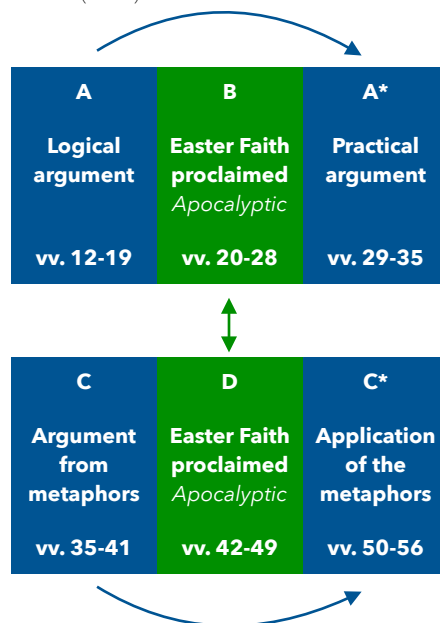 A
B
A*
Logical
argument
Easter Faith
proclaimed
Apocalyptic
Practical
argument
vv. 12-19
vv. 20-28
vv. 29-35
C
D
C*
Argument
from
metaphors
Easter Faith
proclaimed
Apocalyptic
Application
of the
metaphors
vv. 35-41
vv. 42-49
vv. 50-56